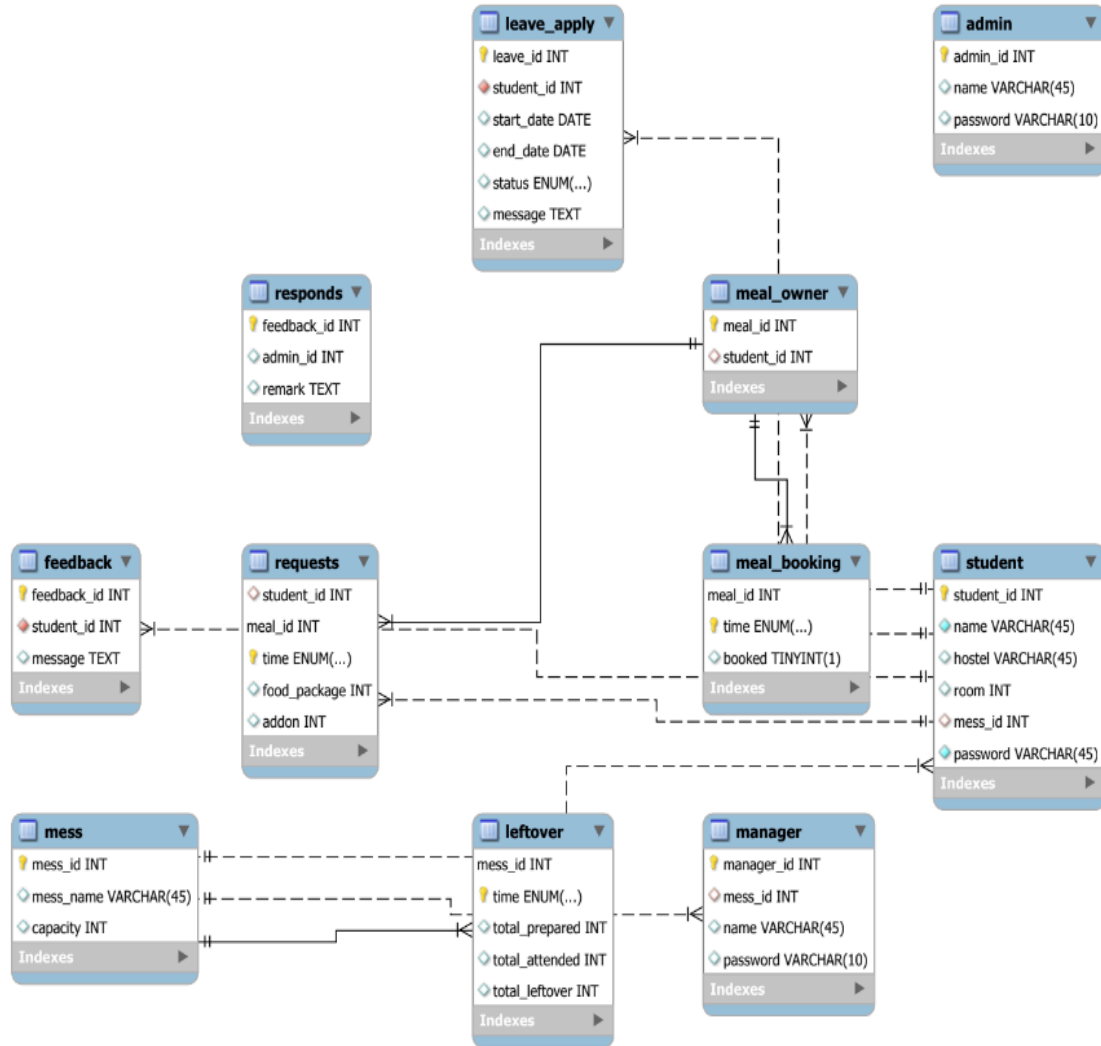 leave_apply
leave_id INT
student_id INT
start_date DATE
end_date DATE
status ENUM(...)
message TEXT
Indexes
admin
admin_id INT
name VARCHAR(45)
password VARCHAR(10)
Indexes
responds
feedback_id INT
admin_id INT
remark TEXT
Indexes
meal_owner
meal_id INT
student_id INT
Indexes
feedback
feedback_id INT
student_id INT
message TEXT
Indexes
requests
student_id INT
meal_id INT
time ENUM(...)
food_package INT
addon INT
Indexes
meal_booking
meal_id INT
time ENUM(...)
booked TINYINT(1)
Indexes
student
student_id INT
name VARCHAR(45)
hostel VARCHAR(45)
room INT
mess_id INT
password VARCHAR(45)
Indexes
mess
mess_id INT
mess_name VARCHAR(45)
capacity INT
Indexes
leftover
mess_id INT
time ENUM(...)
total_prepared INT
total_attended INT
total_leftover INT
Indexes
manager
manager_id INT
mess_id INT
name VARCHAR(45)
password VARCHAR(10)
Indexes